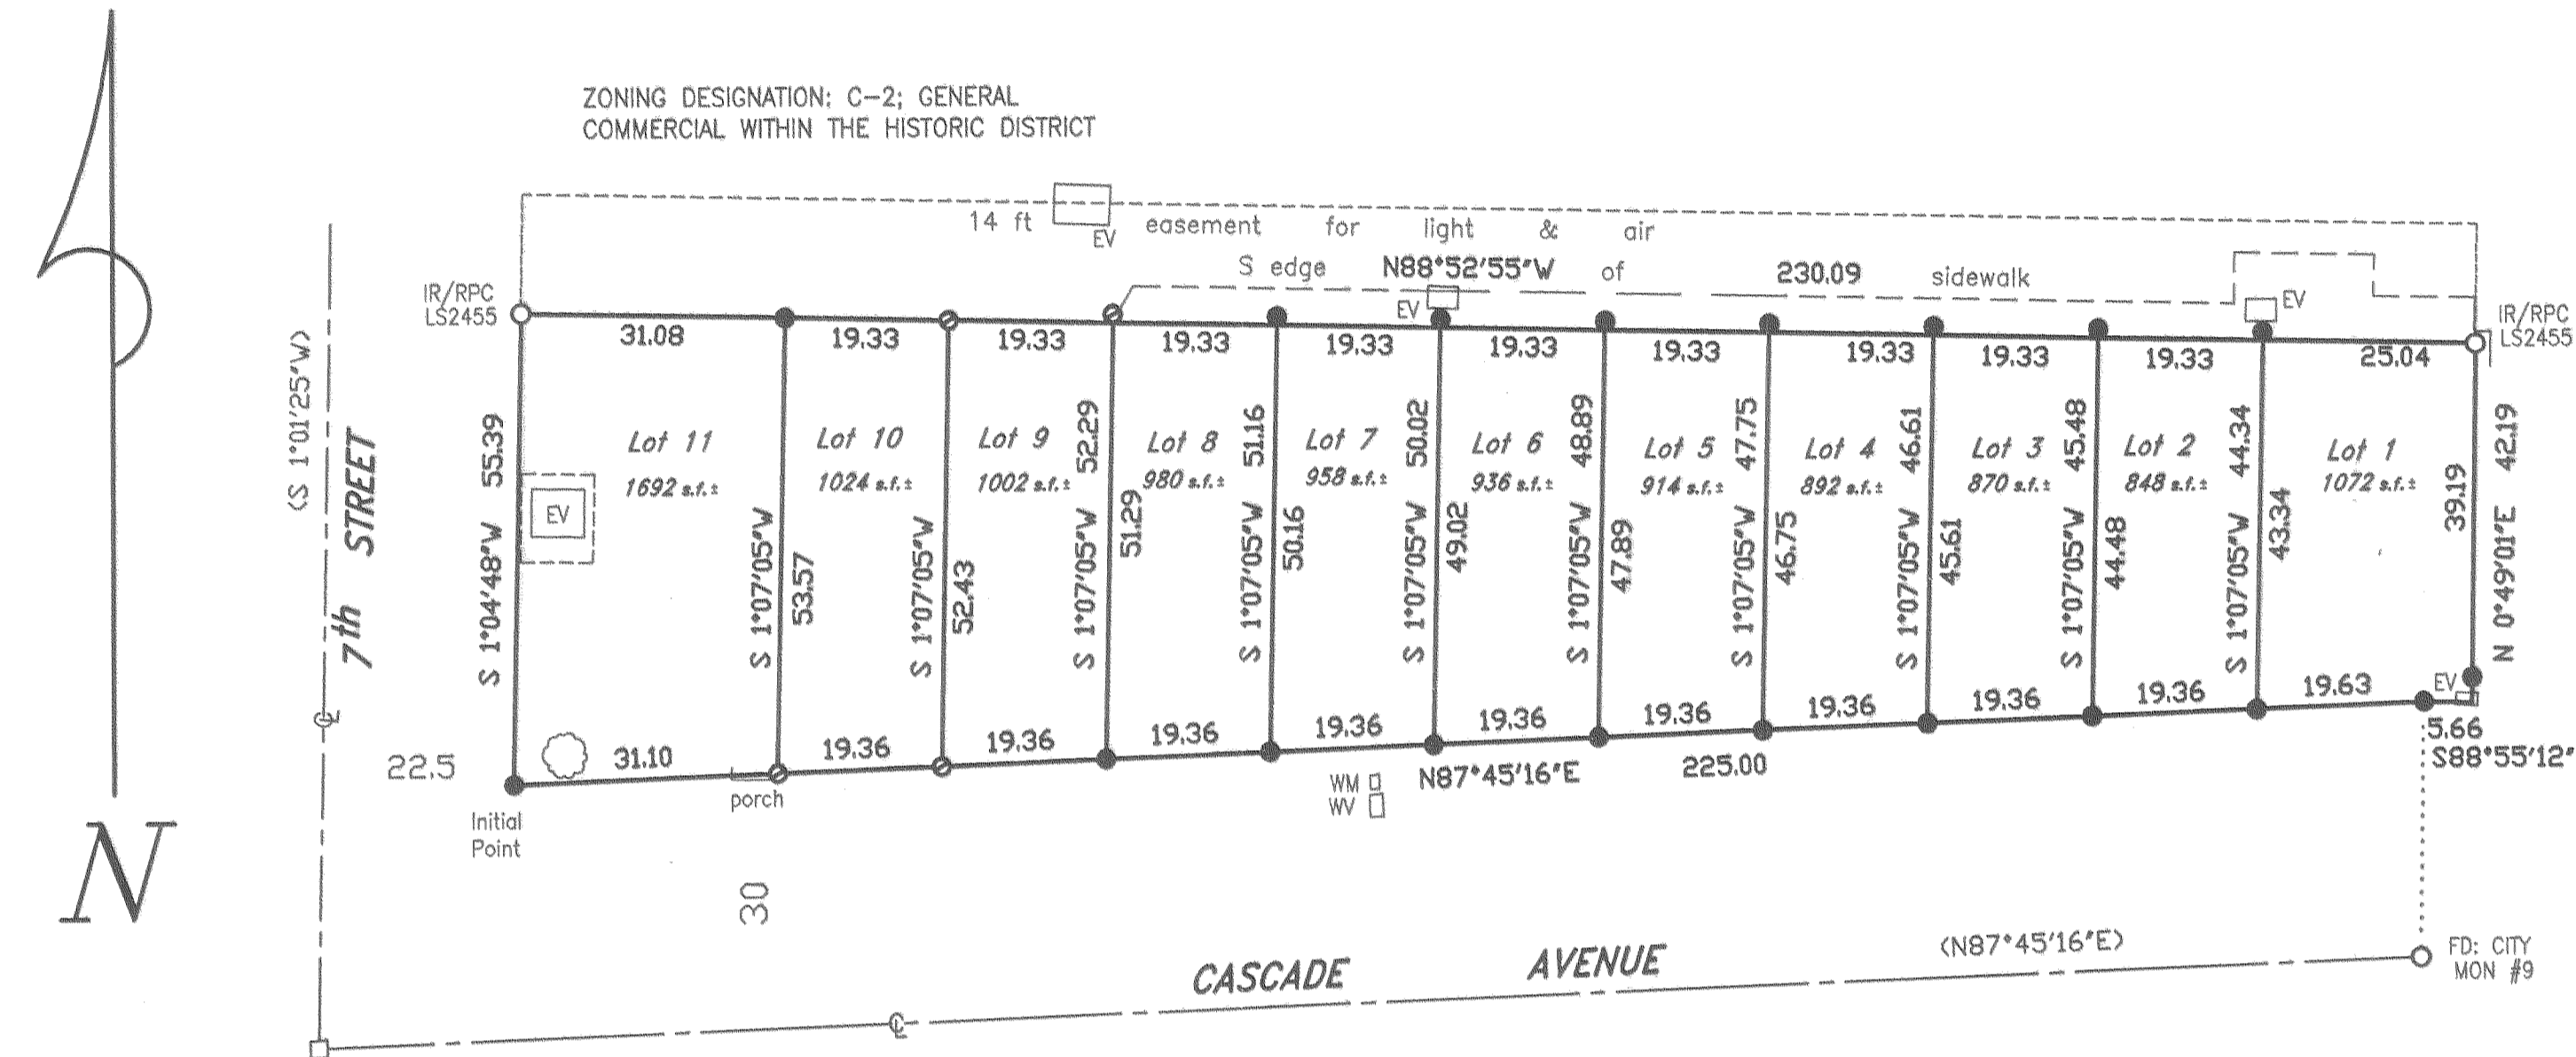 ZONING DESIGNATION: C-2; GENERAL
COMMERCIAL WITHIN THE HISTORIC DISTRICT
14 ft easement for light & air
EV
S edge of sidewalk
N88°52'55"W 230.09
IR/RPC
LS2455
EV
EV
IR/RPC
LS2455
31.08 19.33 19.33 19.33 19.33 19.33 19.33 19.33 19.33 19.33 25.04
(S 1°01'25"W)
7th STREET
S 1°04'48"W 55.39
Lot 11
1692 s.f.±
EV
S 1°07'05"W
53.57
Lot 10
1024 s.f.±
S 1°07'05"W
52.43
Lot 9
1002 s.f.±
S 1°07'05"W 52.29
51.29
Lot 8
980 s.f.±
S 1°07'05"W 51.16
50.16
Lot 7
958 s.f.±
S 1°07'05"W 50.02
49.02
Lot 6
936 s.f.±
S 1°07'05"W 48.89
47.89
Lot 5
914 s.f.±
S 1°07'05"W 47.75
46.75
Lot 4
892 s.f.±
S 1°07'05"W 46.61
45.61
Lot 3
870 s.f.±
S 1°07'05"W 45.48
44.48
Lot 2
848 s.f.±
S 1°07'05"W 44.34
43.34
Lot 1
1072 s.f.±
39.19
N 0°49'01"E 42.19
EV
31.10 19.36 19.36 19.36 19.36 19.36 19.36 19.36 19.36 19.36 19.63
5.66
S88°55'12"
22.5
Initial
Point
porch
WM
WV
N87°45'16"E 225.00
30
CASCADE AVENUE
(N87°45'16"E)
FD: CITY
MON #9
℄
℄
N